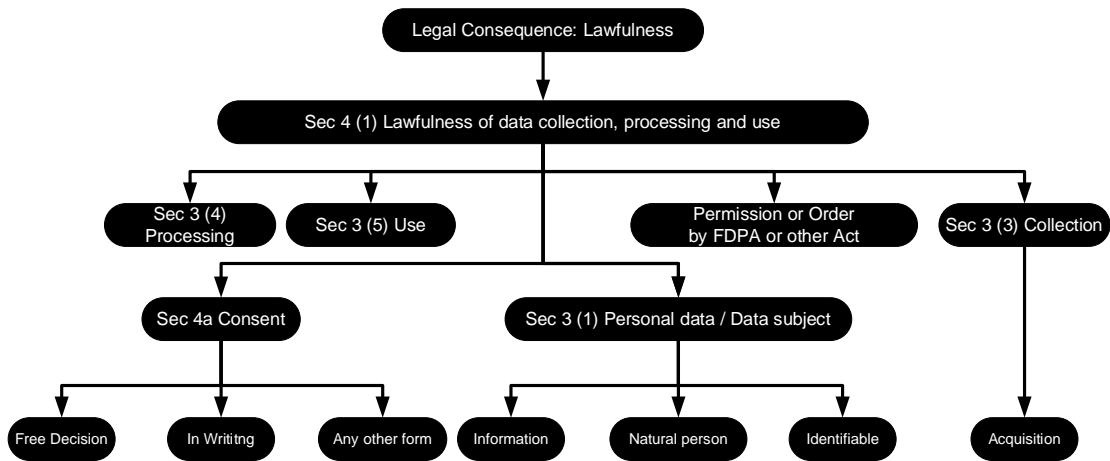 Legal Consequence: Lawfulness
Sec 4 (1) Lawfulness of data collection, processing and use
Sec 3 (4)
Processing
Sec 3 (5) Use
Permission or Order
by FDPA or other Act
Sec 3 (3) Collection
Sec 4a Consent
Sec 3 (1) Personal data / Data subject
Free Decision
In Writitng
Any other form
Information
Natural person
Identifiable
Acquisition